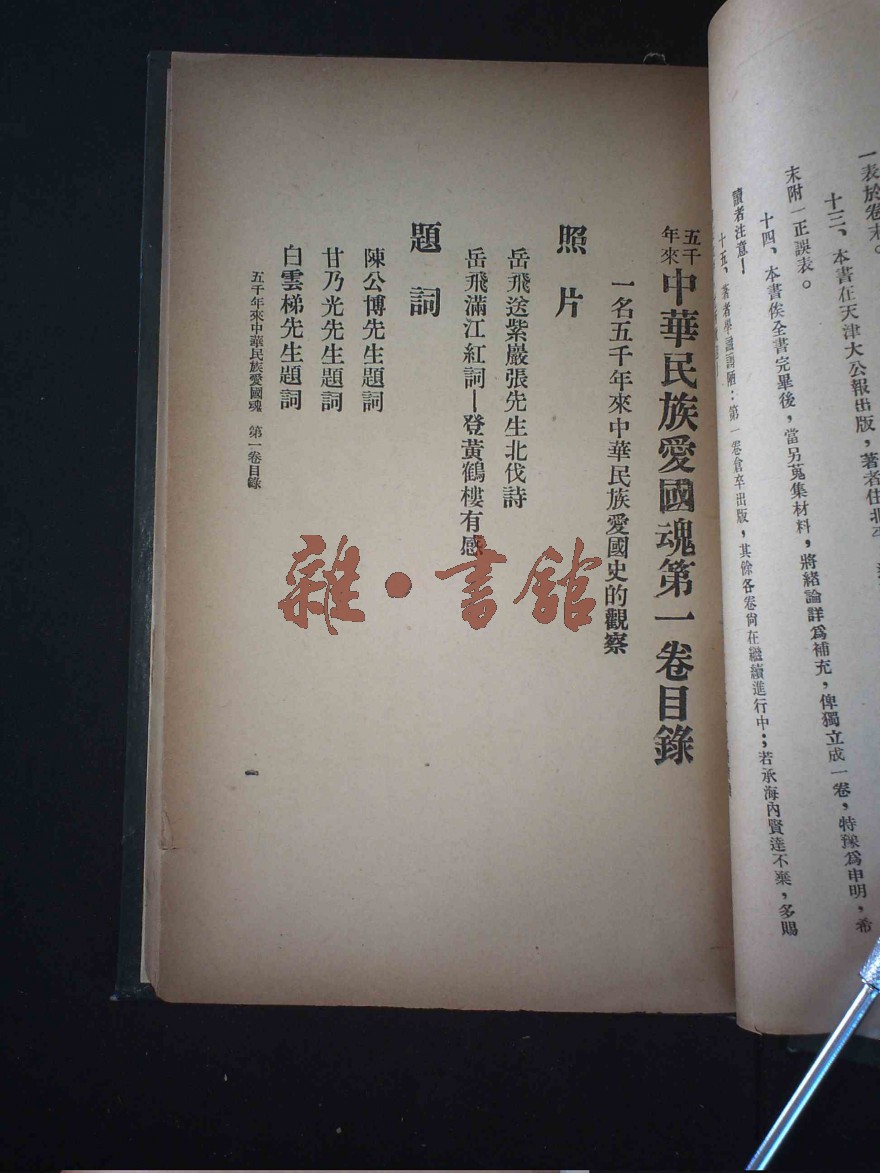 一表於卷末。
十三、本書在天津大公報出版，著者住北平
末附一正誤表。
十四、本書俟全書完畢後，當另蒐集材料，將緒論詳爲補充，俾獨立成一卷，特豫爲申明，希
讀者注意！
十五、著者學識謭陋；第一卷倉卒出版，其餘各卷尙在繼續進行中；若承海內賢達不棄，多賜
五千年來中華民族愛國魂第一卷目錄
一名五千年來中華民族愛國史的觀察
照片
岳飛送紫巖張先生北伐詩
岳飛滿江紅詞—登黃鶴樓有感
題詞
陳公博先生題詞
甘乃光先生題詞
白雲梯先生題詞
五千年來中華民族愛國魂 第一卷目錄
一
雜·書館